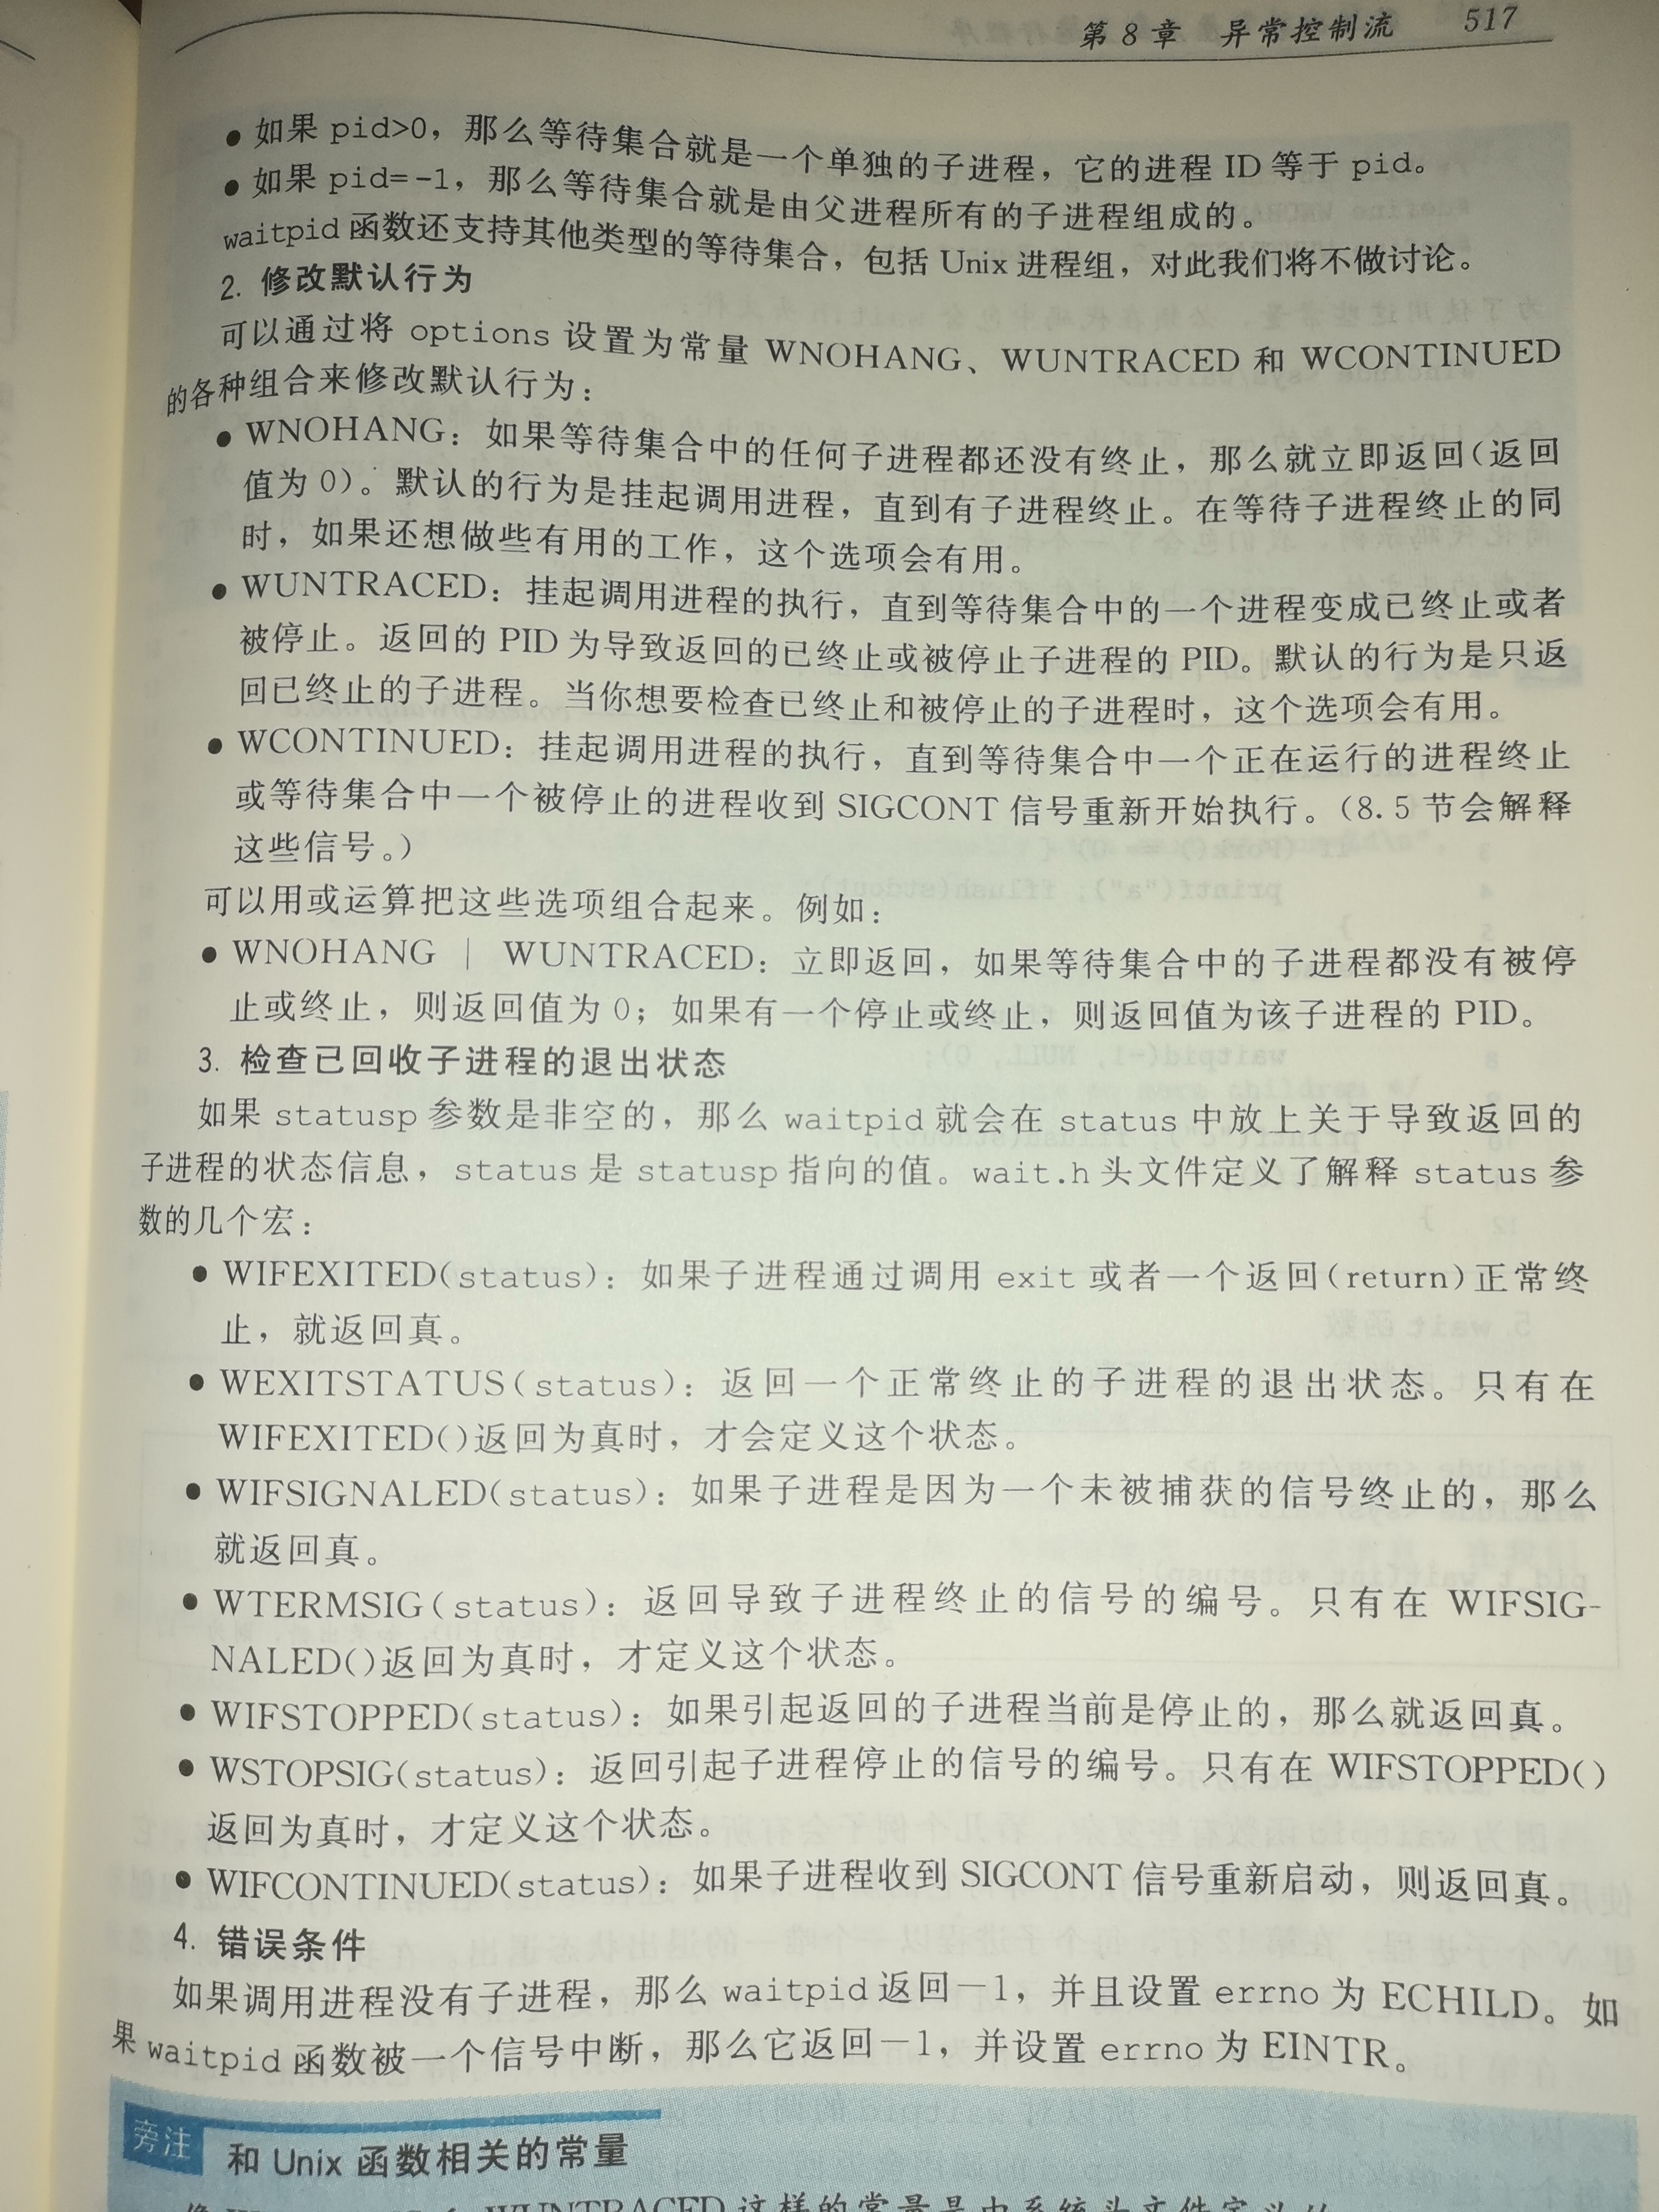 第8章 异常控制流 517
● 如果 pid>0，那么等待集合就是一个单独的子进程，它的进程 ID 等于 pid。
● 如果 pid=-1，那么等待集合就是由父进程所有的子进程组成的。
waitpid 函数还支持其他类型的等待集合，包括 Unix 进程组，对此我们将不做讨论。
2. 修改默认行为
可以通过将 options 设置为常量 WNOHANG、WUNTRACED 和 WCONTINUED
的各种组合来修改默认行为：
● WNOHANG：如果等待集合中的任何子进程都还没有终止，那么就立即返回(返回
值为 0)。默认的行为是挂起调用进程，直到有子进程终止。在等待子进程终止的同
时，如果还想做些有用的工作，这个选项会有用。
● WUNTRACED：挂起调用进程的执行，直到等待集合中的一个进程变成已终止或者
被停止。返回的 PID 为导致返回的已终止或被停止子进程的 PID。默认的行为是只返
回已终止的子进程。当你想要检查已终止和被停止的子进程时，这个选项会有用。
● WCONTINUED：挂起调用进程的执行，直到等待集合中一个正在运行的进程终止
或等待集合中一个被停止的进程收到 SIGCONT 信号重新开始执行。(8.5 节会解释
这些信号。)
可以用或运算把这些选项组合起来。例如：
● WNOHANG | WUNTRACED：立即返回，如果等待集合中的子进程都没有被停
止或终止，则返回值为 0；如果有一个停止或终止，则返回值为该子进程的 PID。
3. 检查已回收子进程的退出状态
如果 statusp 参数是非空的，那么 waitpid 就会在 status 中放上关于导致返回的
子进程的状态信息，status 是 statusp 指向的值。wait.h 头文件定义了解释 status 参
数的几个宏：
● WIFEXITED(status)：如果子进程通过调用 exit 或者一个返回(return)正常终
止，就返回真。
● WEXITSTATUS(status)：返回一个正常终止的子进程的退出状态。只有在
WIFEXITED()返回为真时，才会定义这个状态。
● WIFSIGNALED(status)：如果子进程是因为一个未被捕获的信号终止的，那么
就返回真。
● WTERMSIG(status)：返回导致子进程终止的信号的编号。只有在 WIFSIG-
NALED()返回为真时，才定义这个状态。
● WIFSTOPPED(status)：如果引起返回的子进程当前是停止的，那么就返回真。
● WSTOPSIG(status)：返回引起子进程停止的信号的编号。只有在 WIFSTOPPED()
返回为真时，才定义这个状态。
● WIFCONTINUED(status)：如果子进程收到 SIGCONT 信号重新启动，则返回真。
4. 错误条件
如果调用进程没有子进程，那么 waitpid 返回－1，并且设置 errno 为 ECHILD。如
果 waitpid 函数被一个信号中断，那么它返回－1，并设置 errno 为 EINTR。
旁注 和 Unix 函数相关的常量
WUNTRACED 这样的常量是由系统头文件定义的